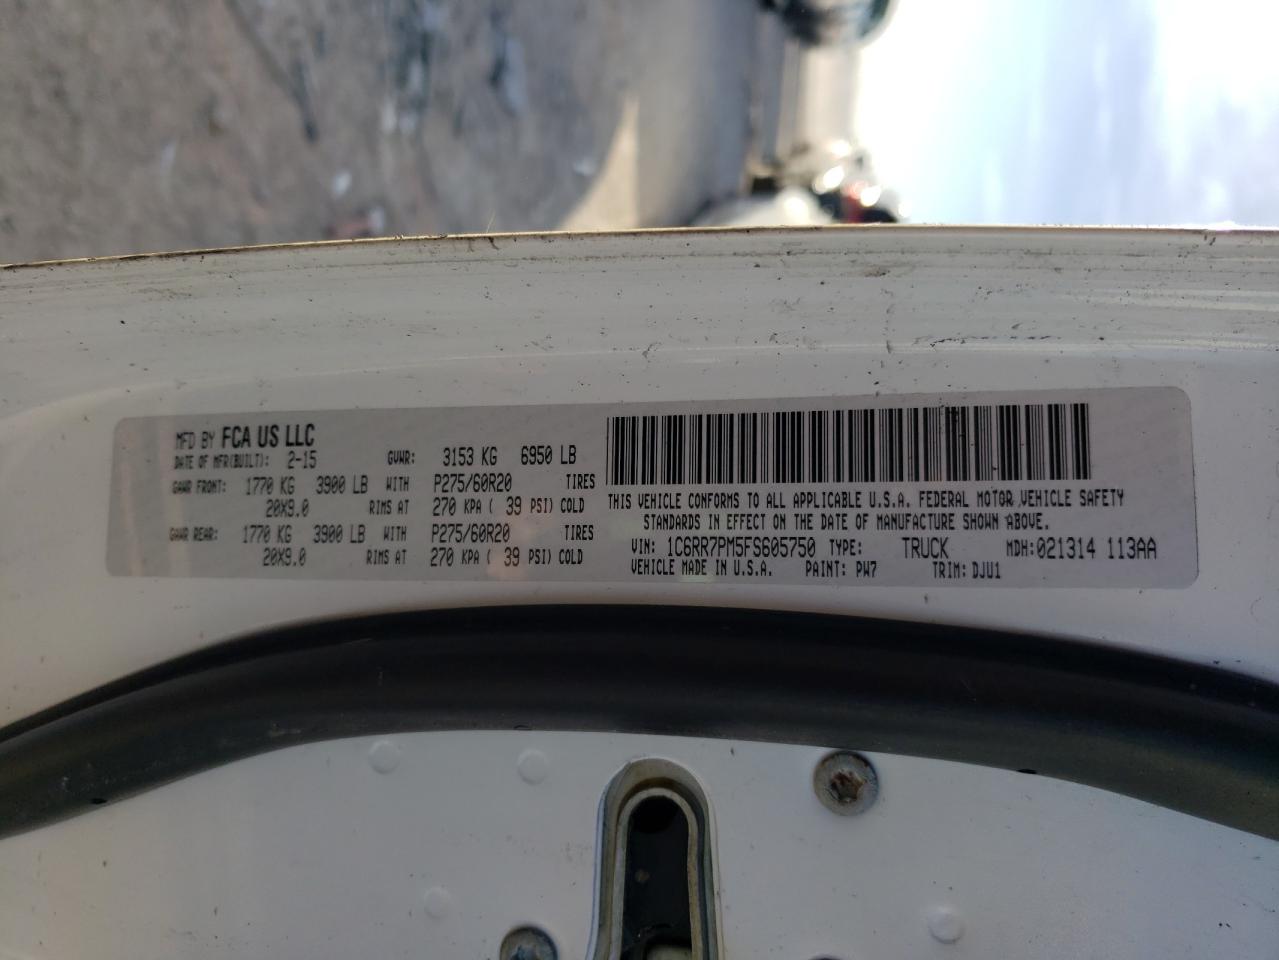 MFD BY FCA US LLC
DATE OF MFR(BUILT): 2-15 GVWR: 3153 KG 6950 LB
GAWR FRONT: 1770 KG 3900 LB WITH P275/60R20 TIRES
20X9.0 RIMS AT 270 KPA ( 39 PSI) COLD
GAWR REAR: 1770 KG 3900 LB WITH P275/60R20 TIRES
20X9.0 RIMS AT 270 KPA ( 39 PSI) COLD
THIS VEHICLE CONFORMS TO ALL APPLICABLE U.S.A. FEDERAL MOTOR VEHICLE SAFETY
STANDARDS IN EFFECT ON THE DATE OF MANUFACTURE SHOWN ABOVE.
VIN: 1C6RR7PM5FS605750 TYPE: TRUCK MDH:021314 113AA
VEHICLE MADE IN U.S.A. PAINT: PW7 TRIM: DJU1